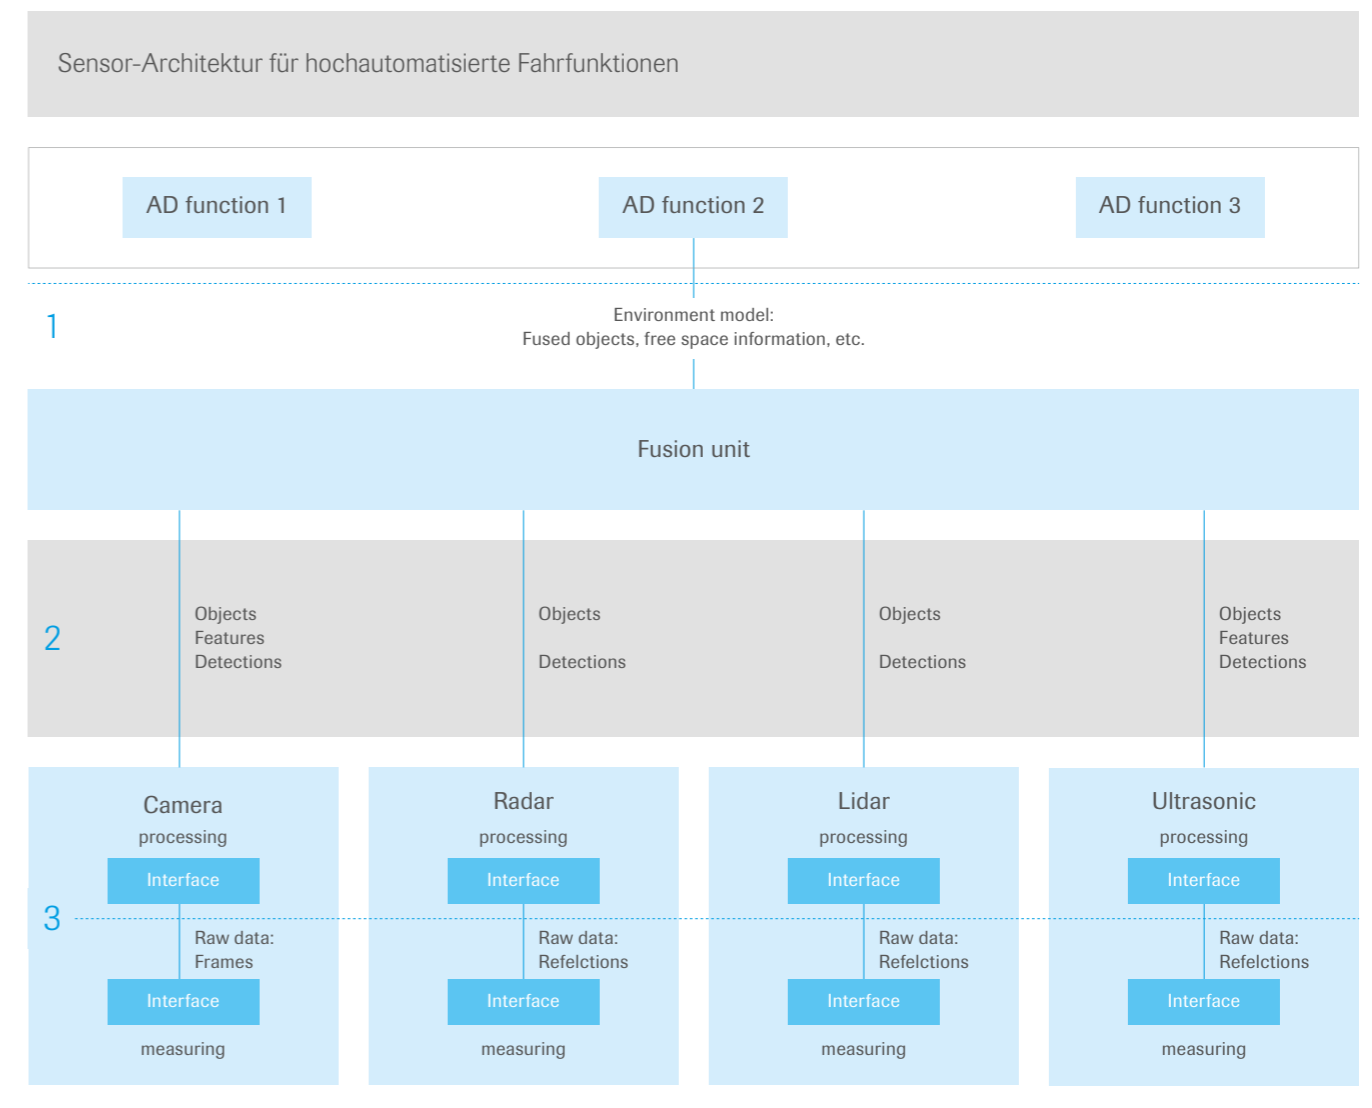 Sensor-Architektur für hochautomatisierte Fahrfunktionen
AD function 1
AD function 2
AD function 3
1
Environment model:
Fused objects, free space information, etc.
Fusion unit
2
Objects
Features
Detections
Objects
Detections
Objects
Detections
Objects
Features
Detections
3
Camera
processing
Interface
Raw data:
Frames
Interface
measuring
Radar
processing
Interface
Raw data:
Refelctions
Interface
measuring
Lidar
processing
Interface
Raw data:
Refelctions
Interface
measuring
Ultrasonic
processing
Interface
Raw data:
Refelctions
Interface
measuring